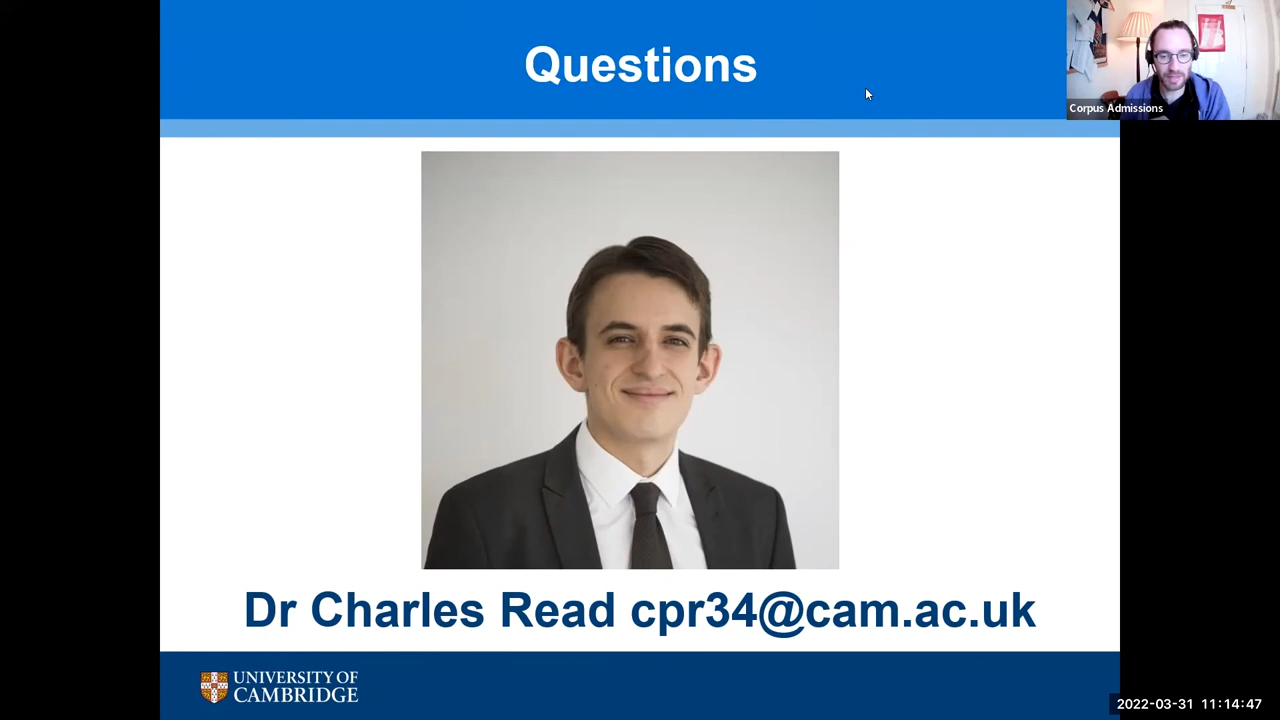 Questions
Corpus Admissions
Dr Charles Read cpr34@cam.ac.uk
UNIVERSITY OF
CAMBRIDGE
2022-03-31 11:14:47